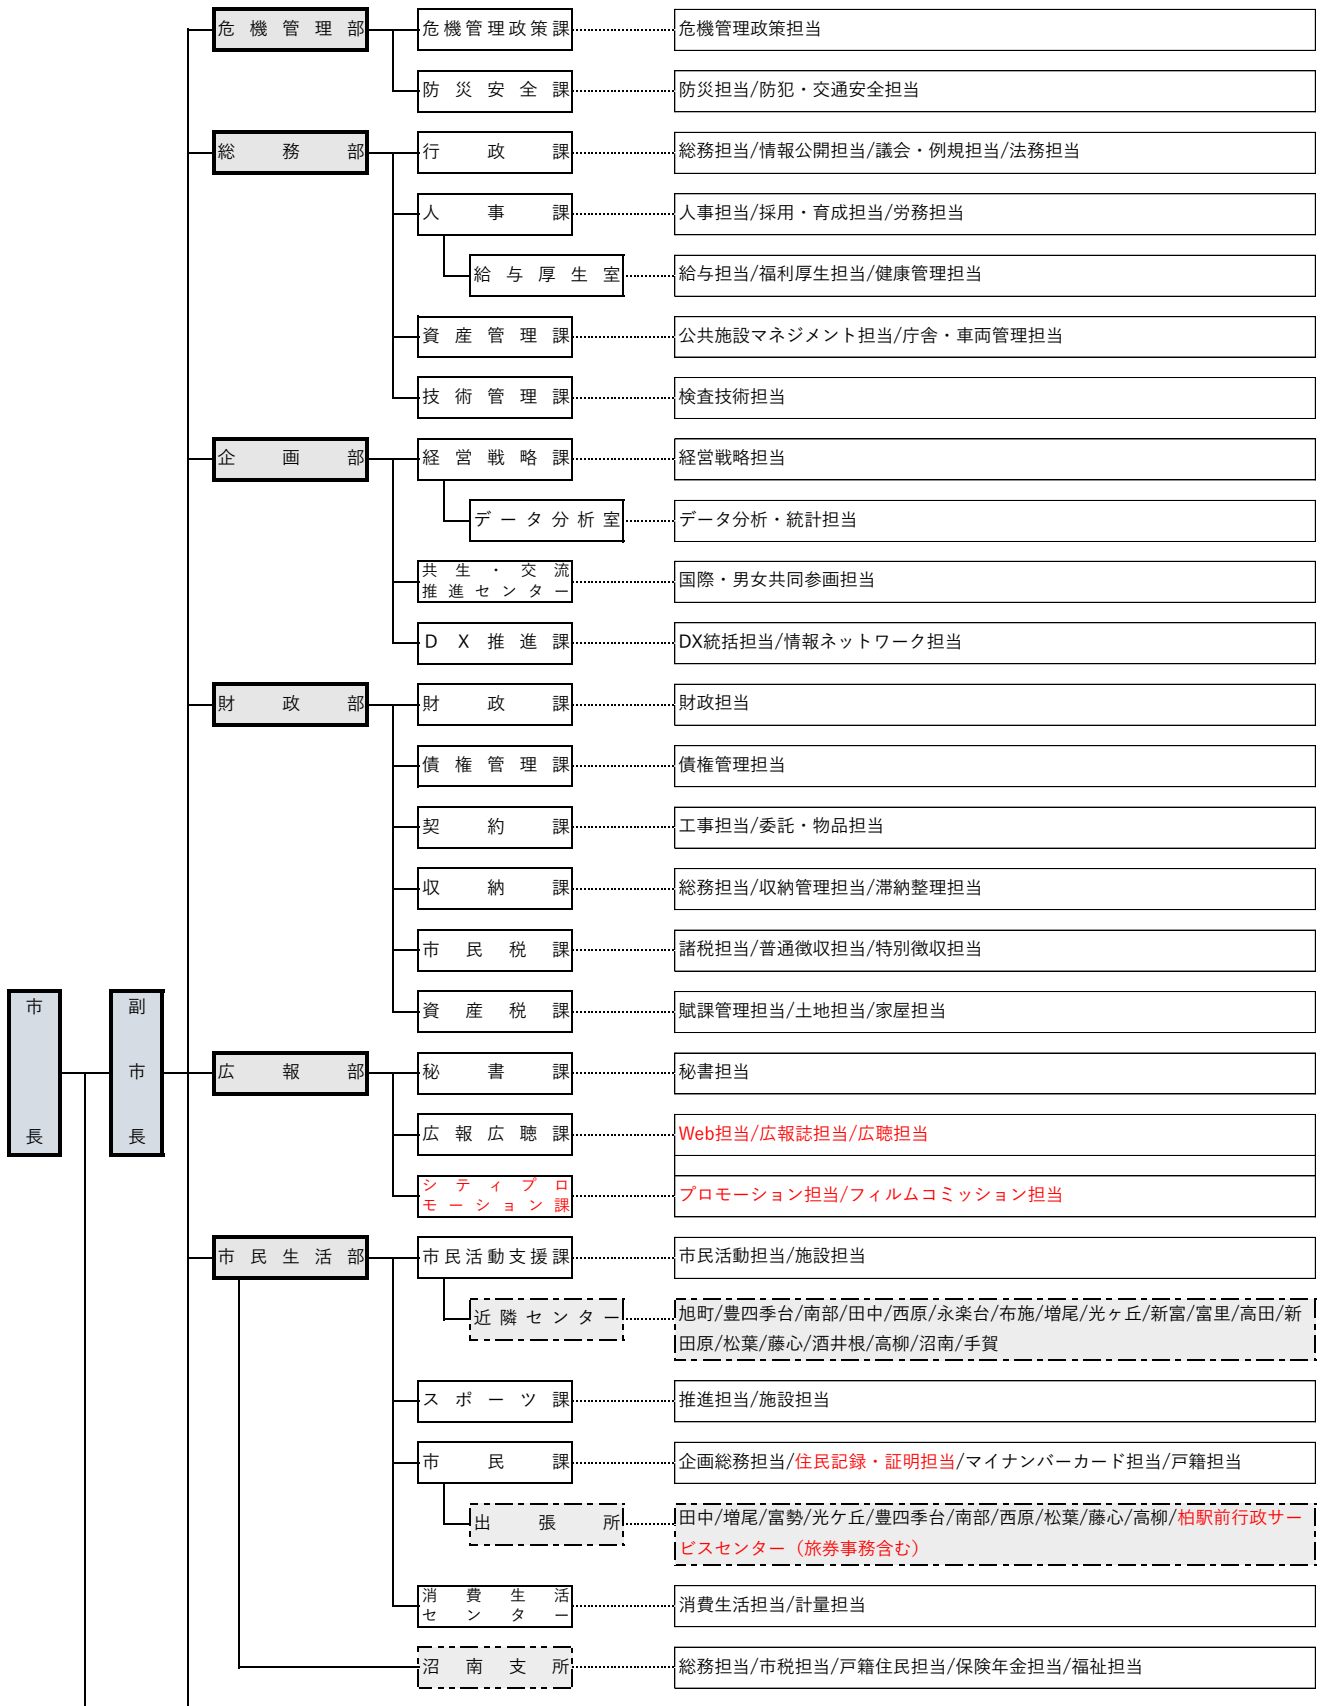 危機管理部
危機管理政策課
危機管理政策担当
防災安全課
防災担当/防犯・交通安全担当
総務部
行政課
総務担当/情報公開担当/議会・例規担当/法務担当
人事課
人事担当/採用・育成担当/労務担当
給与厚生室
給与担当/福利厚生担当/健康管理担当
資産管理課
公共施設マネジメント担当/庁舎・車両管理担当
技術管理課
検査技術担当
企画部
経営戦略課
経営戦略担当
データ分析室
データ分析・統計担当
共生・交流
推進センター
国際・男女共同参画担当
DX推進課
DX統括担当/情報ネットワーク担当
財政部
財政課
財政担当
債権管理課
債権管理担当
契約課
工事担当/委託・物品担当
収納課
総務担当/収納管理担当/滞納整理担当
市民税課
諸税担当/普通徴収担当/特別徴収担当
資産税課
賦課管理担当/土地担当/家屋担当
市長
副市長
広報部
秘書課
秘書担当
広報広聴課
Web担当/広報誌担当/広聴担当
シティプロ
モーション課
プロモーション担当/フィルムコミッション担当
市民生活部
市民活動支援課
市民活動担当/施設担当
近隣センター
旭町/豊四季台/南部/田中/西原/永楽台/布施/増尾/光ヶ丘/新富/富里/高田/新
田原/松葉/藤心/酒井根/高柳/沼南/手賀
スポーツ課
推進担当/施設担当
市民課
企画総務担当/住民記録・証明担当/マイナンバーカード担当/戸籍担当
出張所
田中/増尾/富勢/光ケ丘/豊四季台/南部/西原/松葉/藤心/高柳/柏駅前行政サー
ビスセンター（旅券事務含む）
消費生活
センター
消費生活担当/計量担当
沼南支所
総務担当/市税担当/戸籍住民担当/保険年金担当/福祉担当